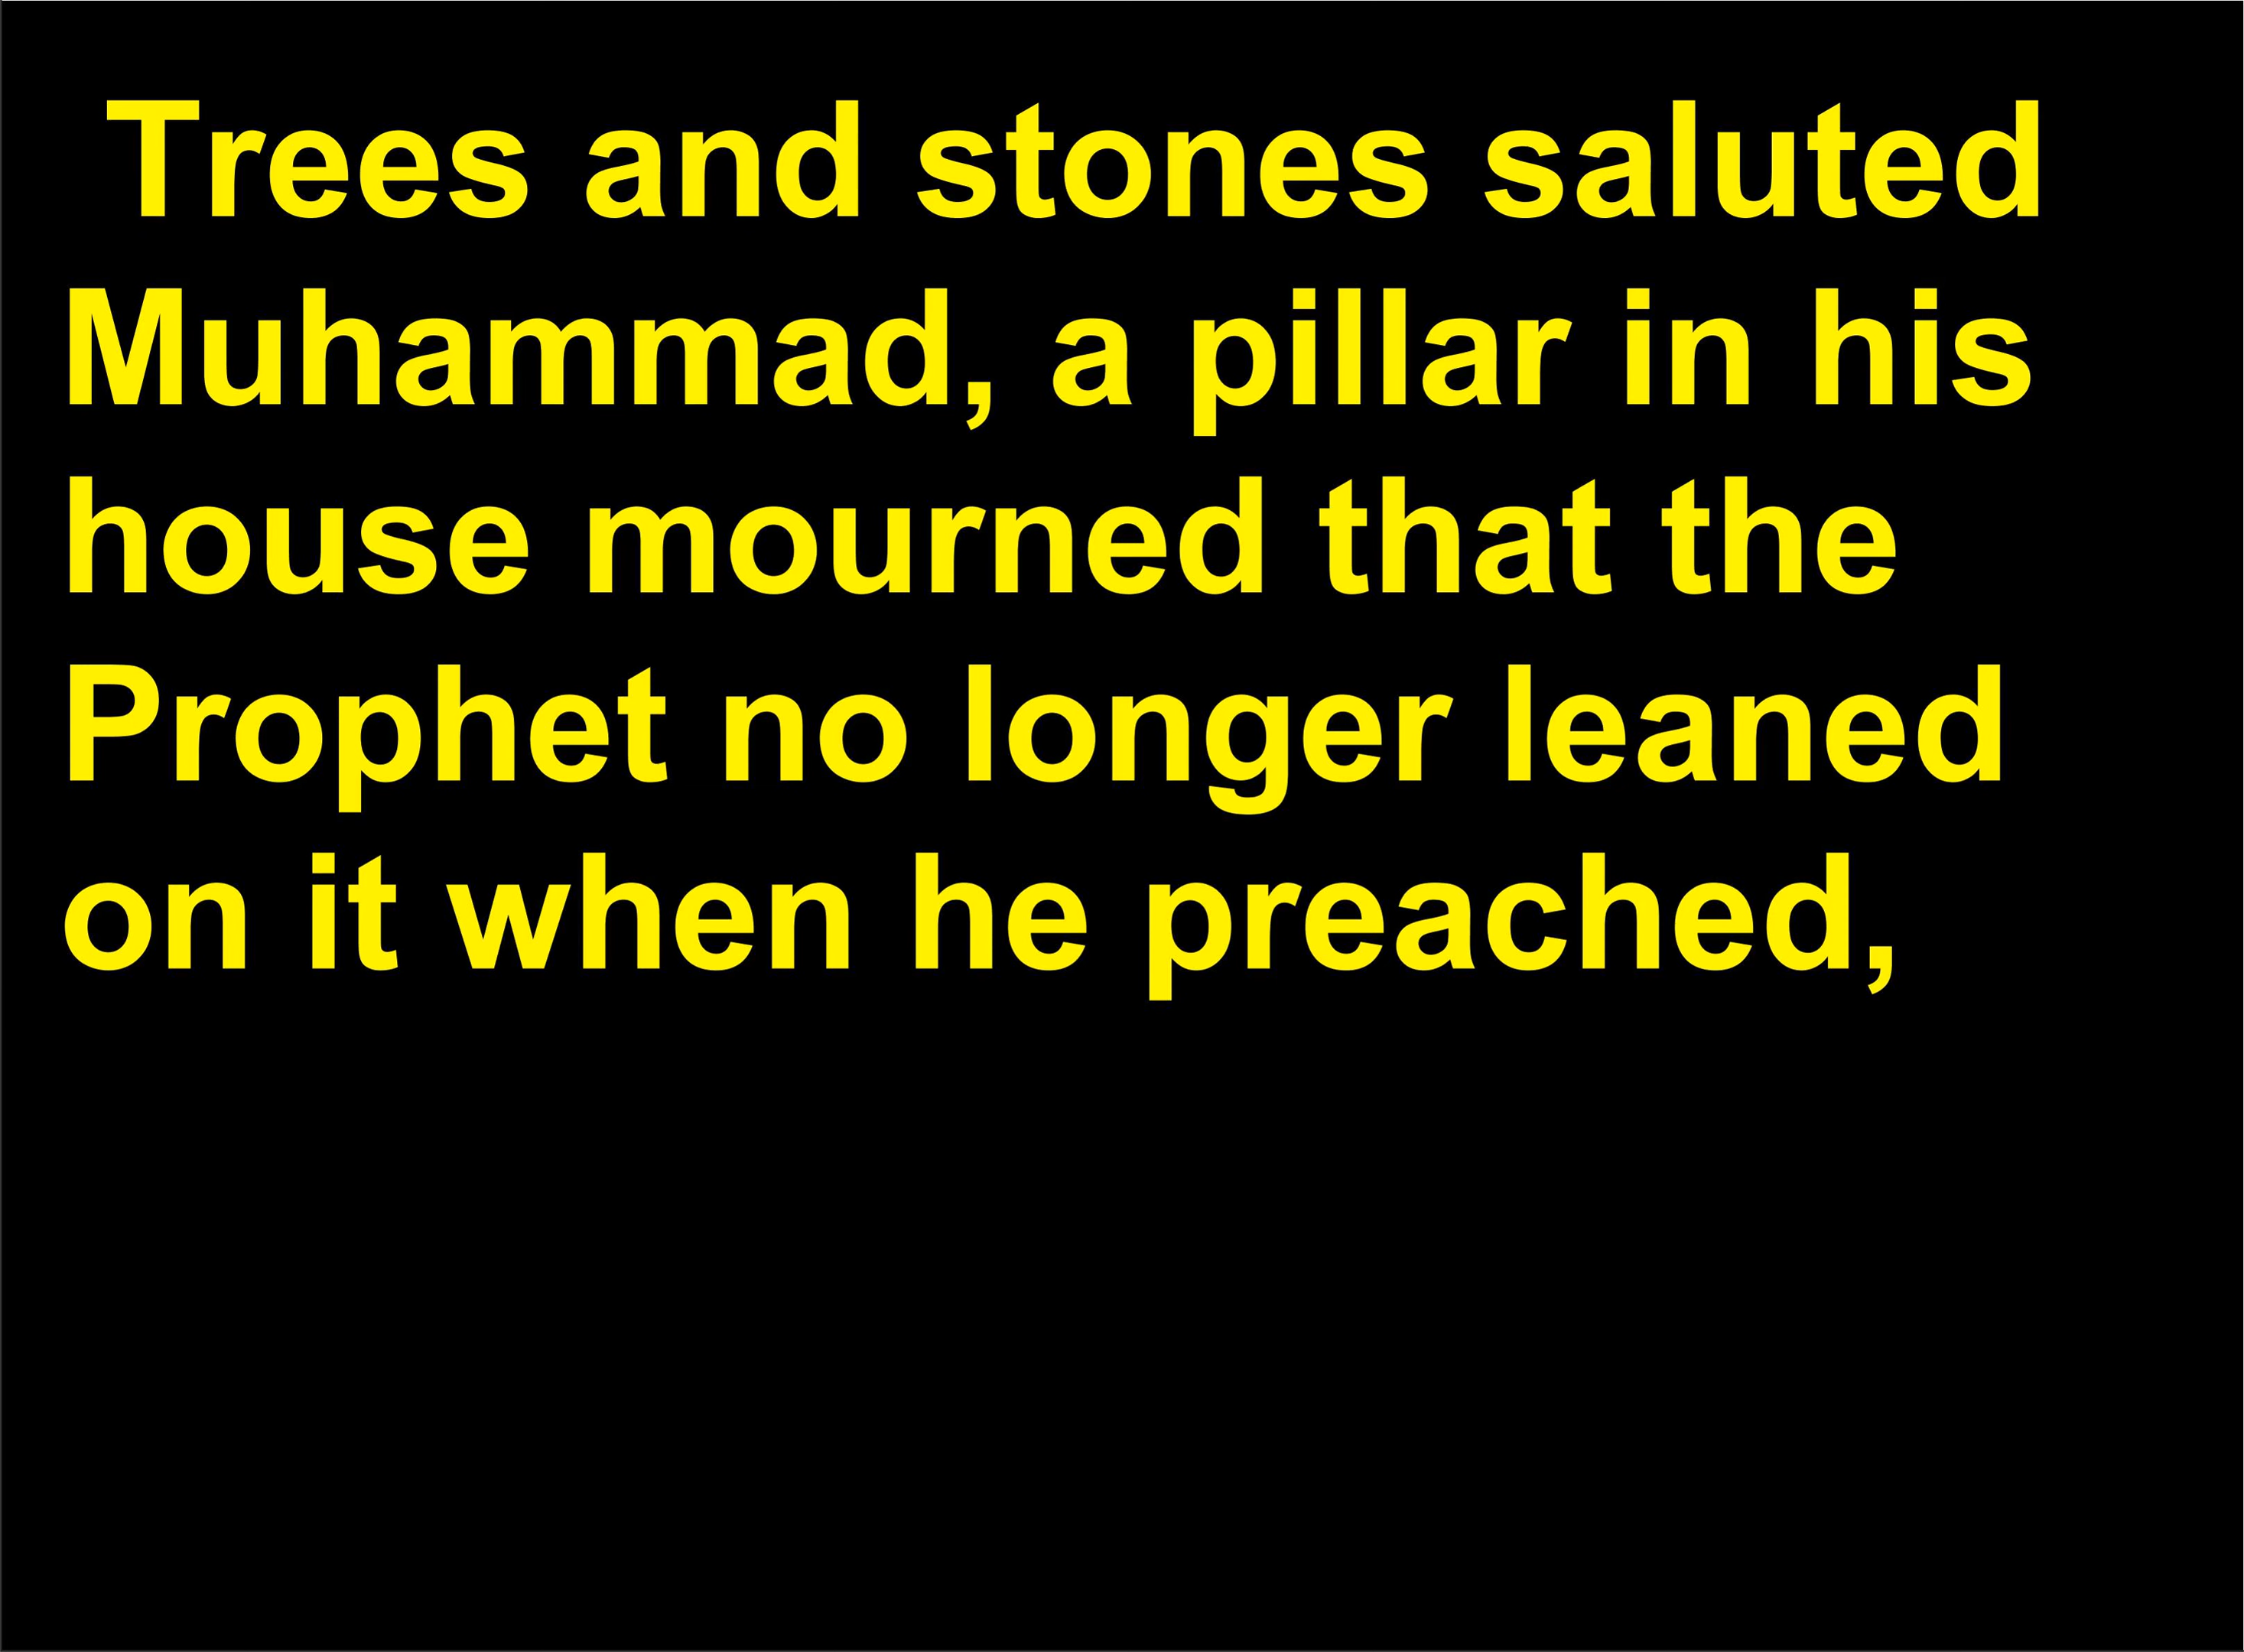 Trees and stones saluted
Muhammad, a pillar in his
house mourned that the
Prophet no longer leaned
on it when he preached,